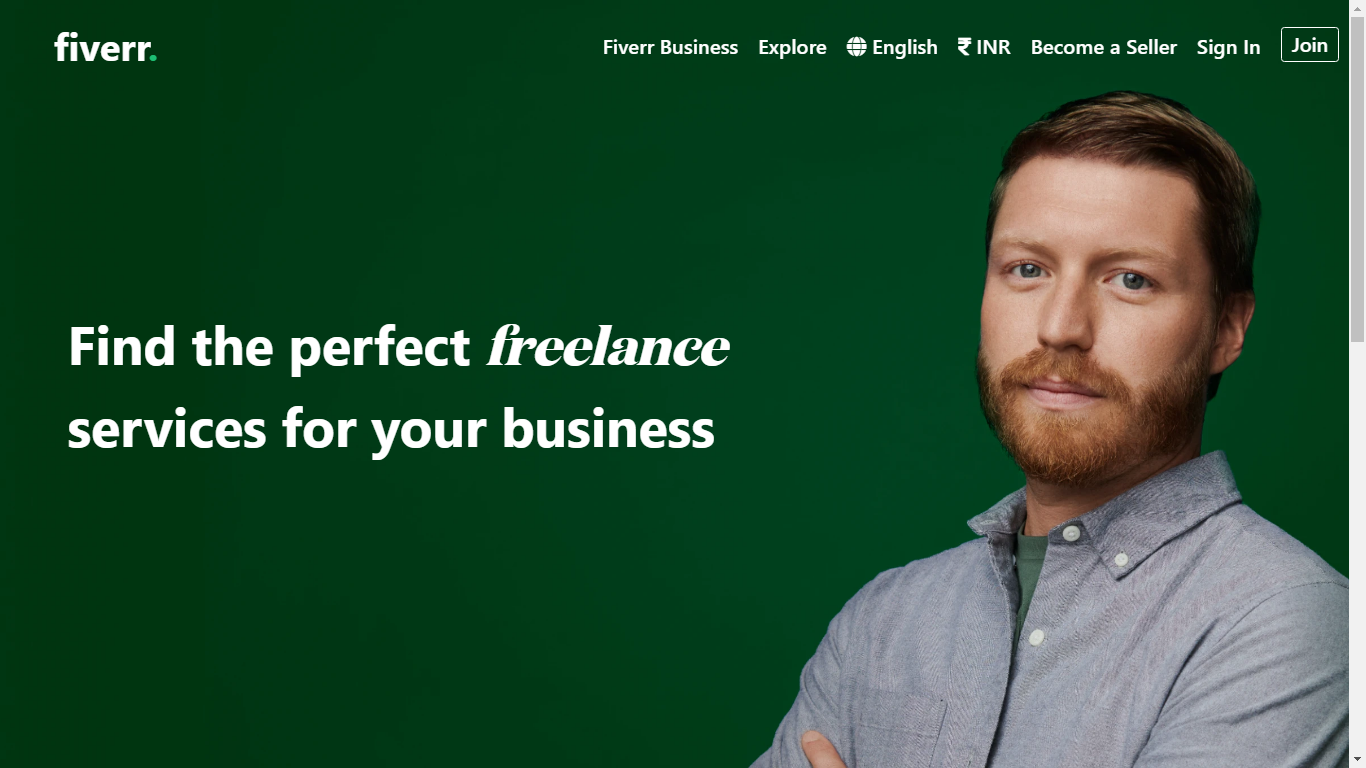 fiverr.
Fiverr Business Explore English ₹ INR Become a Seller Sign In Join
Find the perfect freelance
services for your business